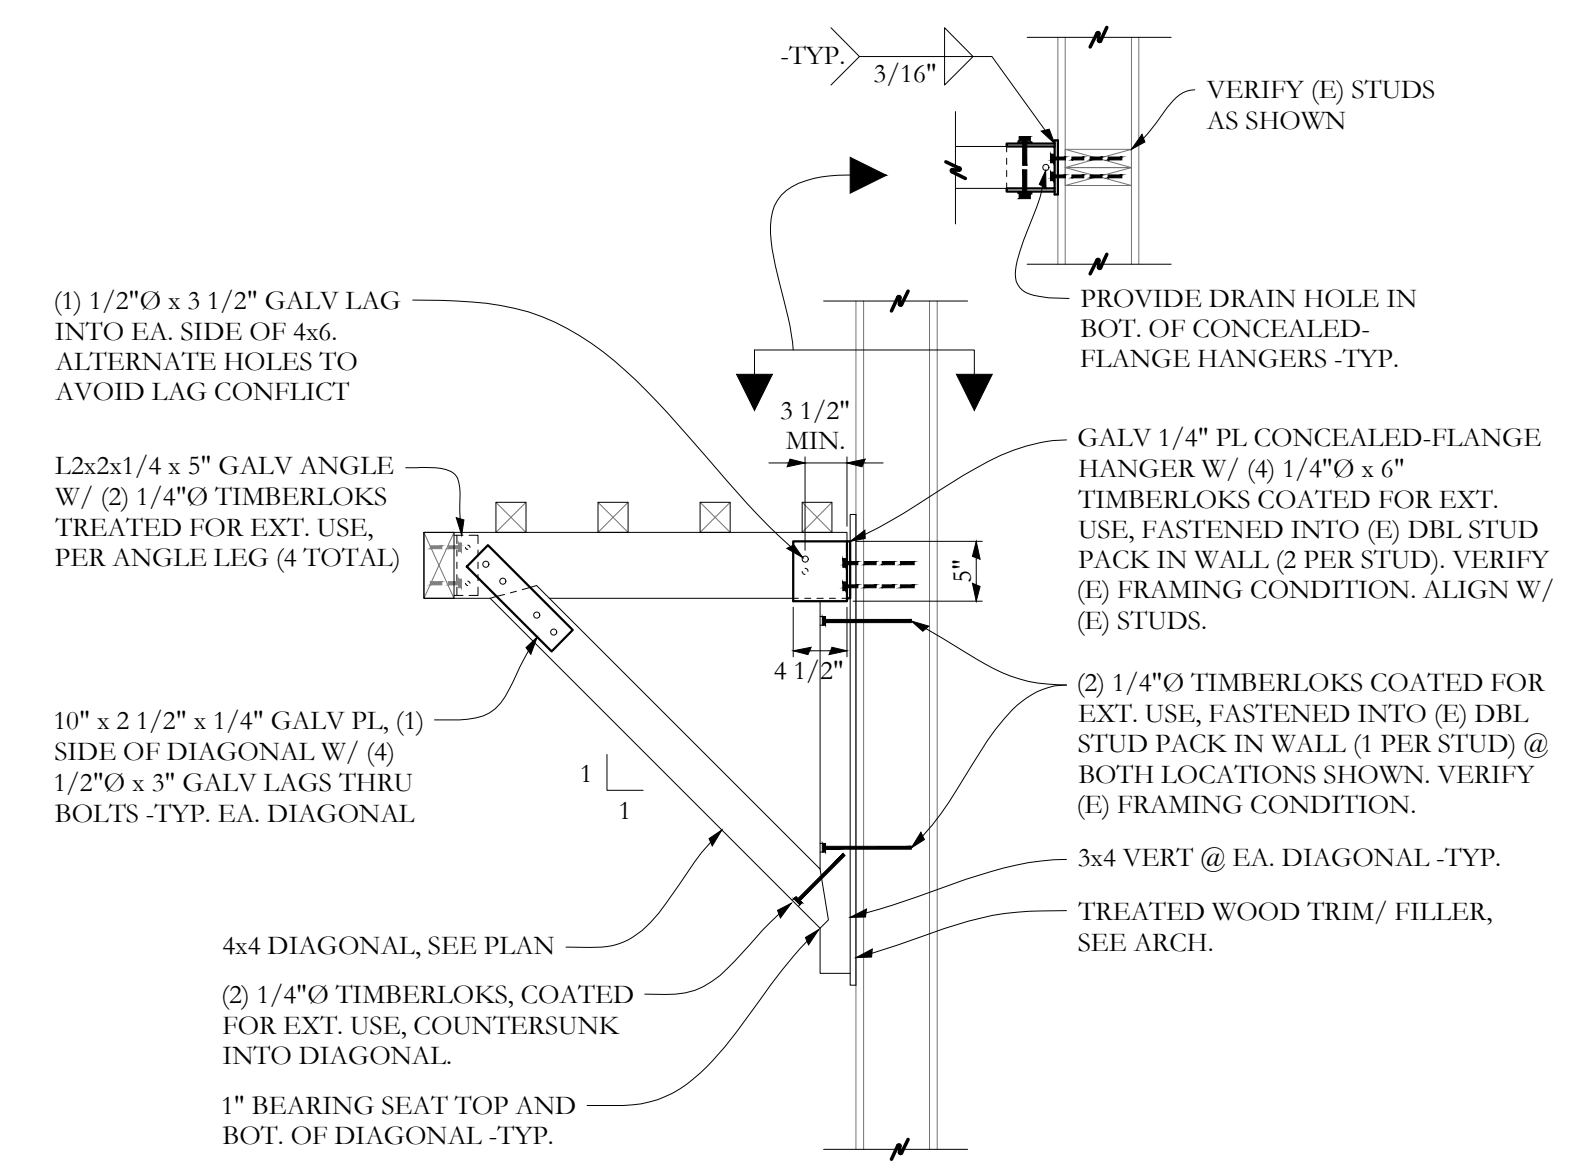 -TYP.
3/16"
VERIFY (E) STUDS
AS SHOWN
PROVIDE DRAIN HOLE IN
BOT. OF CONCEALED-
FLANGE HANGERS -TYP.
(1) 1/2"Ø x 3 1/2" GALV LAG
INTO EA. SIDE OF 4x6.
ALTERNATE HOLES TO
AVOID LAG CONFLICT
3 1/2"
MIN.
L2x2x1/4 x 5" GALV ANGLE
W/ (2) 1/4"Ø TIMBERLOKS
TREATED FOR EXT. USE,
PER ANGLE LEG (4 TOTAL)
GALV 1/4" PL CONCEALED-FLANGE
HANGER W/ (4) 1/4"Ø x 6"
TIMBERLOKS COATED FOR EXT.
USE, FASTENED INTO (E) DBL STUD
PACK IN WALL (2 PER STUD). VERIFY
(E) FRAMING CONDITION. ALIGN W/
(E) STUDS.
5"
4 1/2"
10" x 2 1/2" x 1/4" GALV PL, (1)
SIDE OF DIAGONAL W/ (4)
1/2"Ø x 3" GALV LAGS THRU
BOLTS -TYP. EA. DIAGONAL
1
1
(2) 1/4"Ø TIMBERLOKS COATED FOR
EXT. USE, FASTENED INTO (E) DBL
STUD PACK IN WALL (1 PER STUD) @
BOTH LOCATIONS SHOWN. VERIFY
(E) FRAMING CONDITION.
3x4 VERT @ EA. DIAGONAL -TYP.
TREATED WOOD TRIM/ FILLER,
SEE ARCH.
4x4 DIAGONAL, SEE PLAN
(2) 1/4"Ø TIMBERLOKS, COATED
FOR EXT. USE, COUNTERSUNK
INTO DIAGONAL.
1" BEARING SEAT TOP AND
BOT. OF DIAGONAL -TYP.